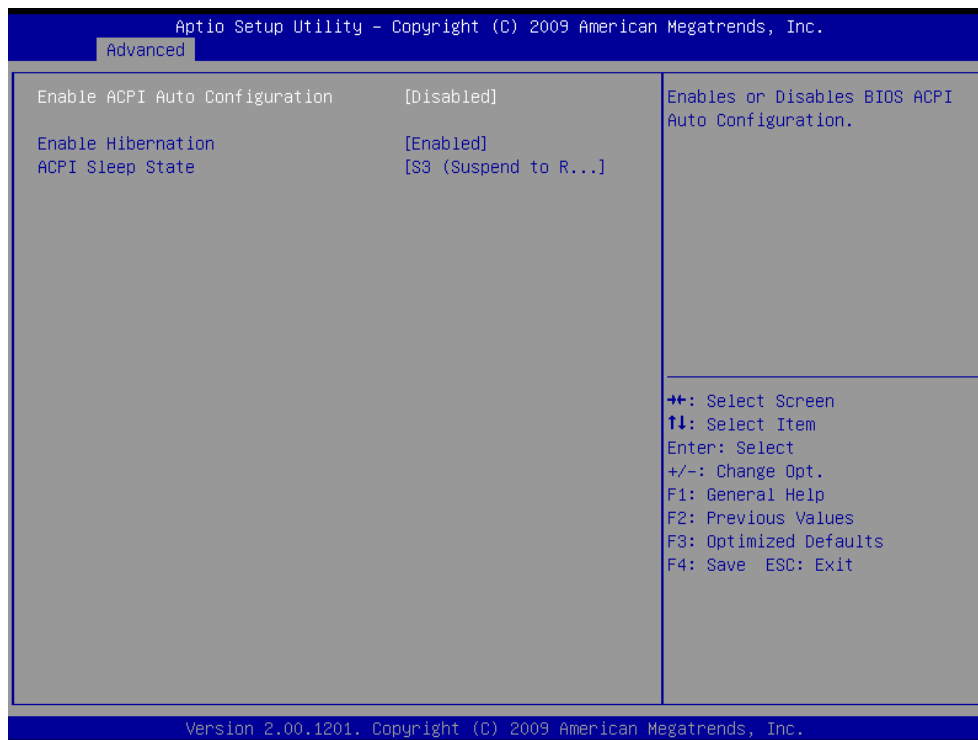 Aptio Setup Utility – Copyright (C) 2009 American Megatrends, Inc.
Advanced
Enable ACPI Auto Configuration [Disabled]
Enable Hibernation [Enabled]
ACPI Sleep State [S3 (Suspend to R...]
Enables or Disables BIOS ACPI
Auto Configuration.
→←: Select Screen
↑↓: Select Item
Enter: Select
+/-: Change Opt.
F1: General Help
F2: Previous Values
F3: Optimized Defaults
F4: Save ESC: Exit
Version 2.00.1201. Copyright (C) 2009 American Megatrends, Inc.